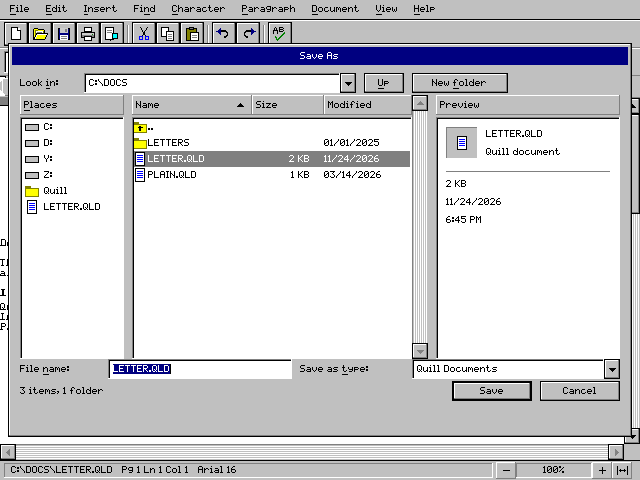 File Edit Insert Find Character Paragraph Document View Help
AB
Save As
Look in: C:\DOCS Up New folder
Places Name Size Modified Preview
C: ..
D: LETTERS 01/01/2025
Y: LETTER.QLD 2 KB 11/24/2026
Z: PLAIN.QLD 1 KB 03/14/2026
Quill
LETTER.QLD
LETTER.QLD
Quill document
2 KB
11/24/2026
6:45 PM
File name: LETTER.QLD Save as type: Quill Documents
3 items, 1 folder Save Cancel
C:\DOCS\LETTER.QLD Pg 1 Ln 1 Col 1 Arial 16 100%